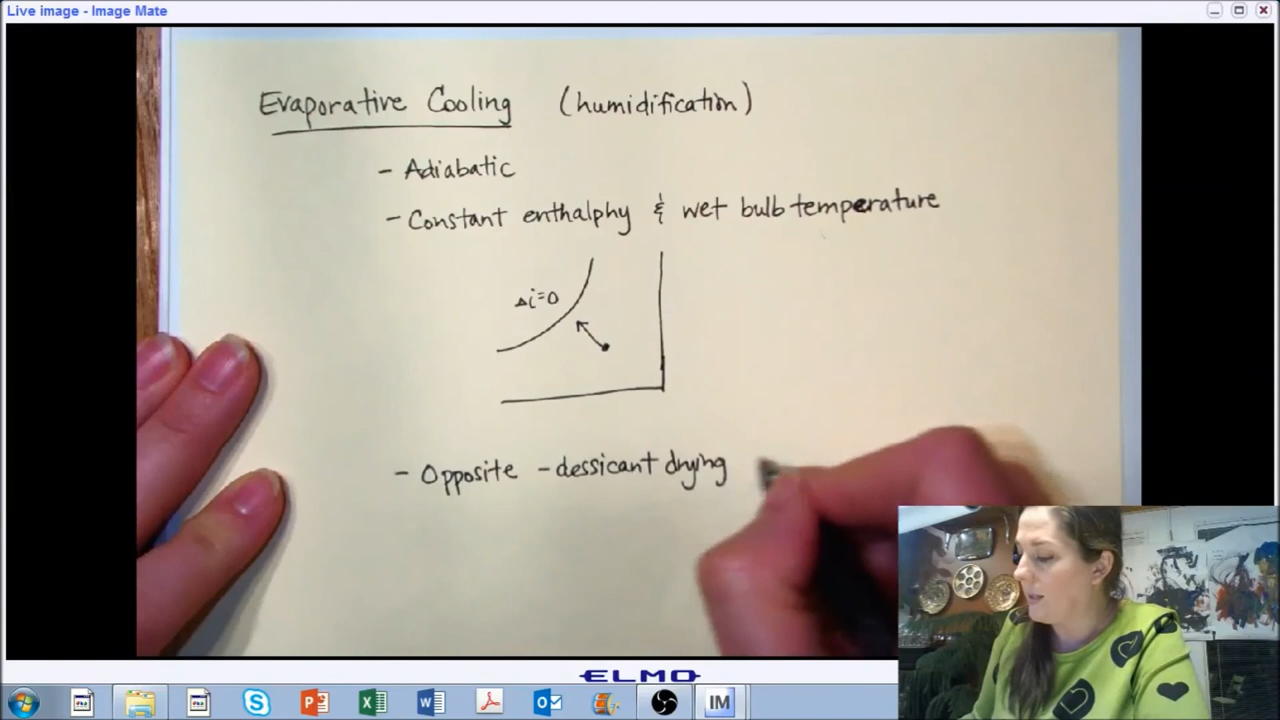 Live image - Image Mate
Evaporative Cooling (humidification)
- Adiabatic
- Constant enthalphy & wet bulb temperature
Δi=0
- Opposite - dessicant drying
ELMO
IM